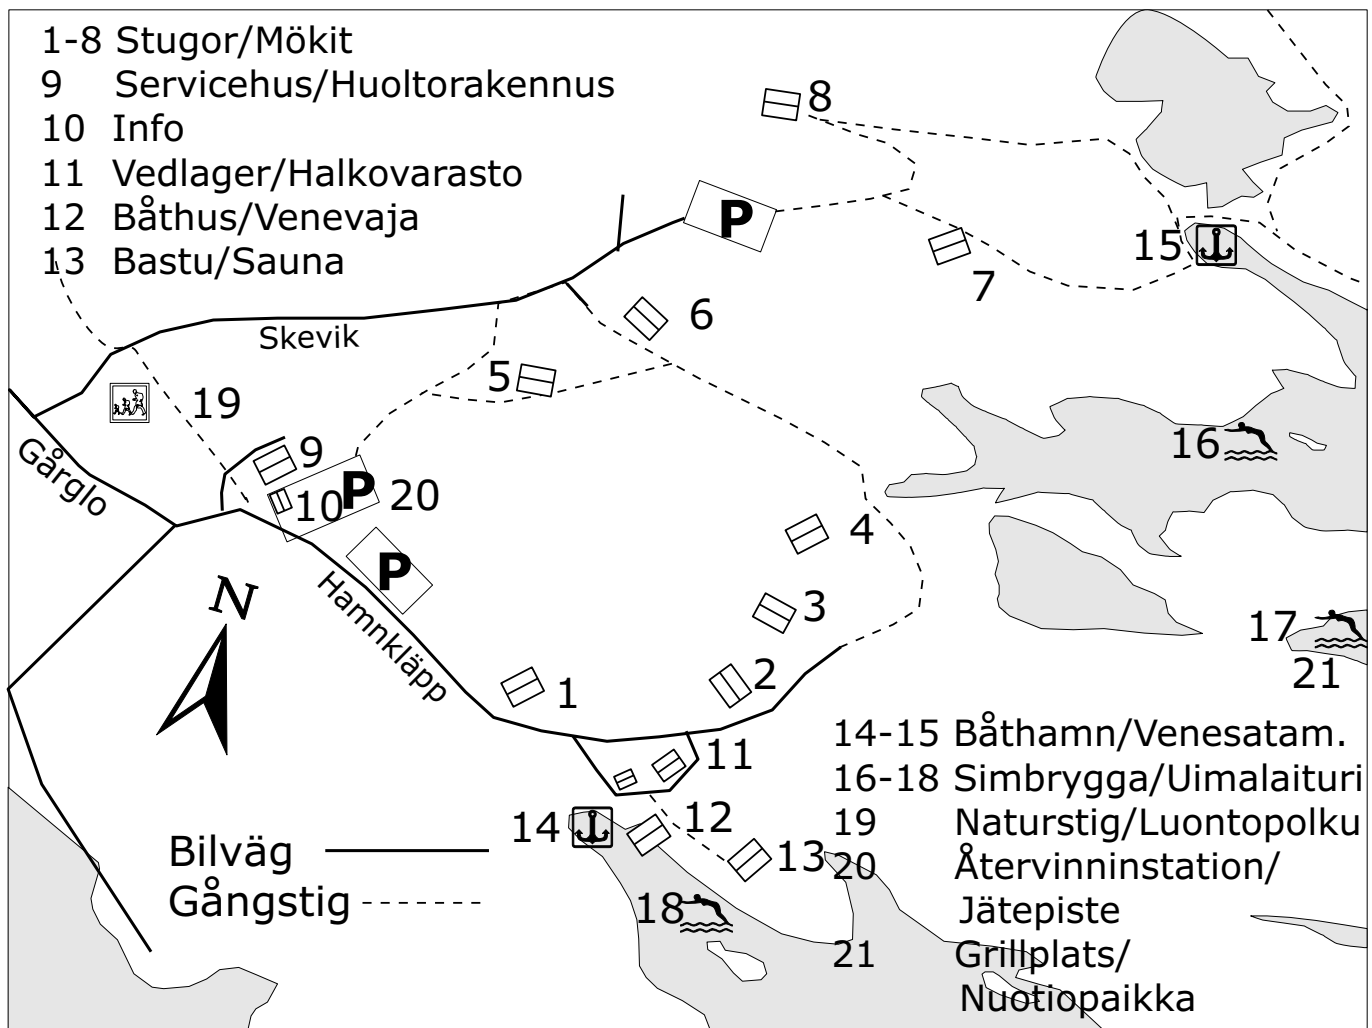 1-8 Stugor/Mökit
9 Servicehus/Huoltorakennus
10 Info
11 Vedlager/Halkovarasto
12 Båthus/Venevaja
13 Bastu/Sauna
8
P
15
7
6
Skevik
5
19
16
9
Gårglo
P
20
10
4
P
N
Hamnkläpp
3
17
21
2
1
14-15 Båthamn/Venesatam.
11
16-18 Simbrygga/Uimalaituri
12
14
19 Naturstig/Luontopolku
Bilväg
13
20 Återvinninstation/
Jätepiste
Gångstig
18
21 Grillplats/
Nuotiopaikka